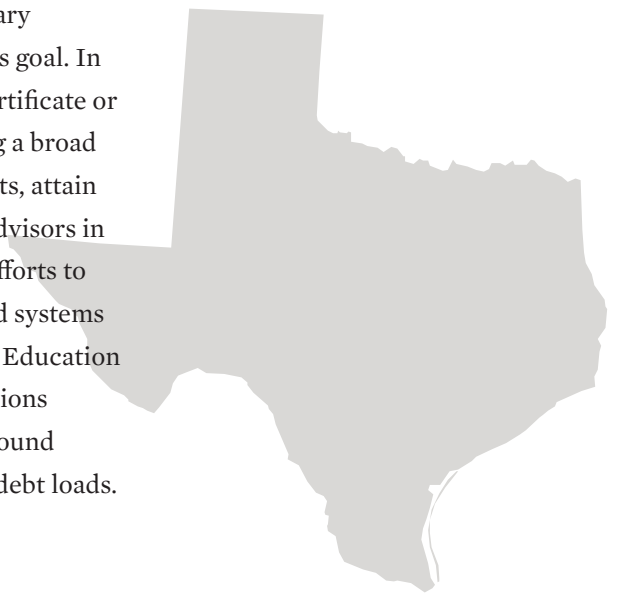 ary
s goal. In
rtificate or
g a broad
ts, attain
dvisors in
fforts to
d systems
Education
ions
ound
debt loads.